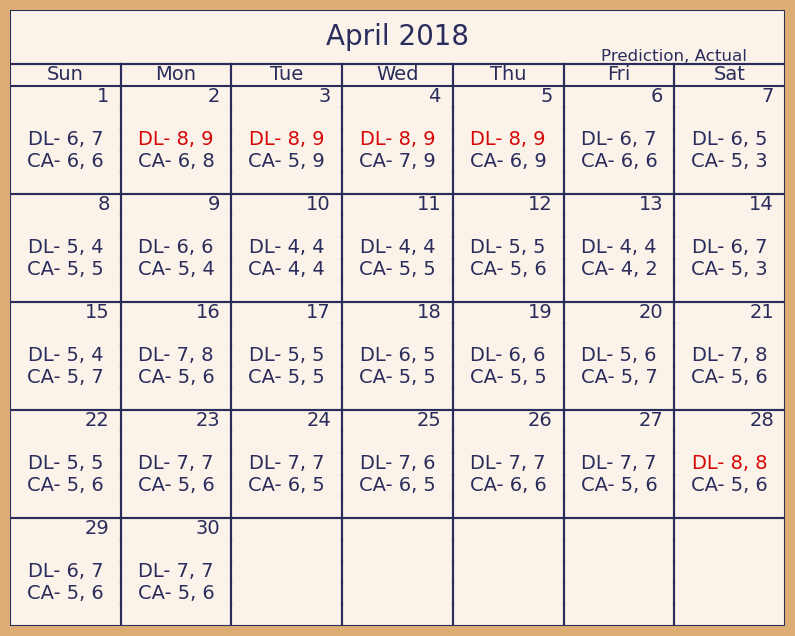 April 2018
Prediction, Actual
Sun Mon Tue Wed Thu Fri Sat
1 2 3 4 5 6 7
DL- 6, 7 DL- 8, 9 DL- 8, 9 DL- 8, 9 DL- 8, 9 DL- 6, 7 DL- 6, 5
CA- 6, 6 CA- 6, 8 CA- 5, 9 CA- 7, 9 CA- 6, 9 CA- 6, 6 CA- 5, 3
8 9 10 11 12 13 14
DL- 5, 4 DL- 6, 6 DL- 4, 4 DL- 4, 4 DL- 5, 5 DL- 4, 4 DL- 6, 7
CA- 5, 5 CA- 5, 4 CA- 4, 4 CA- 5, 5 CA- 5, 6 CA- 4, 2 CA- 5, 3
15 16 17 18 19 20 21
DL- 5, 4 DL- 7, 8 DL- 5, 5 DL- 6, 5 DL- 6, 6 DL- 5, 6 DL- 7, 8
CA- 5, 7 CA- 5, 6 CA- 5, 5 CA- 5, 5 CA- 5, 5 CA- 5, 7 CA- 5, 6
22 23 24 25 26 27 28
DL- 5, 5 DL- 7, 7 DL- 7, 7 DL- 7, 6 DL- 7, 7 DL- 7, 7 DL- 8, 8
CA- 5, 6 CA- 5, 6 CA- 6, 5 CA- 6, 5 CA- 6, 6 CA- 5, 6 CA- 5, 6
29 30
DL- 6, 7 DL- 7, 7
CA- 5, 6 CA- 5, 6